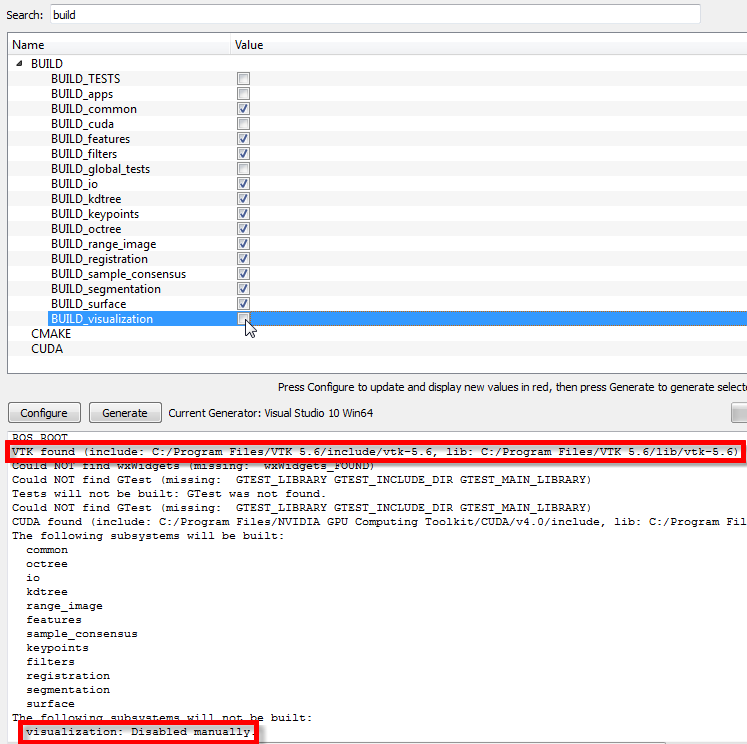 Search: build
Name Value
BUILD
BUILD_TESTS
BUILD_apps
BUILD_common
BUILD_cuda
BUILD_features
BUILD_filters
BUILD_global_tests
BUILD_io
BUILD_kdtree
BUILD_keypoints
BUILD_octree
BUILD_range_image
BUILD_registration
BUILD_sample_consensus
BUILD_segmentation
BUILD_surface
BUILD_visualization
CMAKE
CUDA
Press Configure to update and display new values in red, then press Generate to generate selecte
Configure Generate Current Generator: Visual Studio 10 Win64
ROS_ROOT
VTK found (include: C:/Program Files/VTK 5.6/include/vtk-5.6, lib: C:/Program Files/VTK 5.6/lib/vtk-5.6)
Could NOT find wxWidgets (missing:  wxWidgets_FOUND)
Could NOT find GTest (missing:  GTEST_LIBRARY GTEST_INCLUDE_DIR GTEST_MAIN_LIBRARY)
Tests will not be built: GTest was not found.
Could NOT find GTest (missing:  GTEST_LIBRARY GTEST_INCLUDE_DIR GTEST_MAIN_LIBRARY)
CUDA found (include: C:/Program Files/NVIDIA GPU Computing Toolkit/CUDA/v4.0/include, lib: C:/Program Fil
The following subsystems will be built:
common
octree
io
kdtree
range_image
features
sample_consensus
keypoints
filters
registration
segmentation
surface
The following subsystems will not be built:
visualization: Disabled manually.